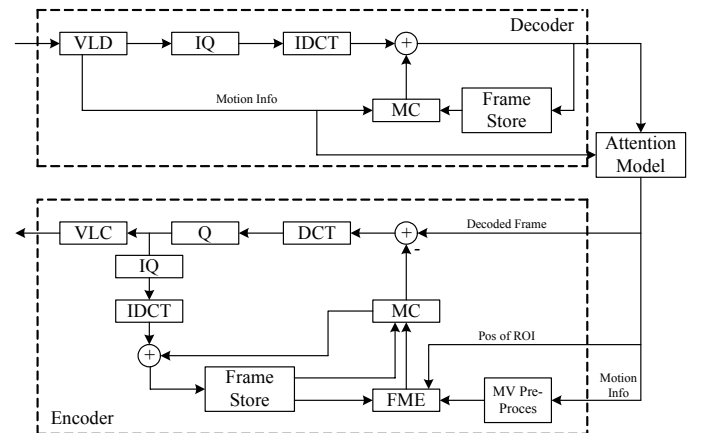 Decoder
VLD
IQ
IDCT
+
Motion Info
MC
Frame
Store
Attention
Model
VLC
Q
DCT
+
Decoded Frame
-
IQ
IDCT
MC
+
Pos of ROI
Frame
Store
FME
MV Pre-
Proces
Motion
Info
Encoder